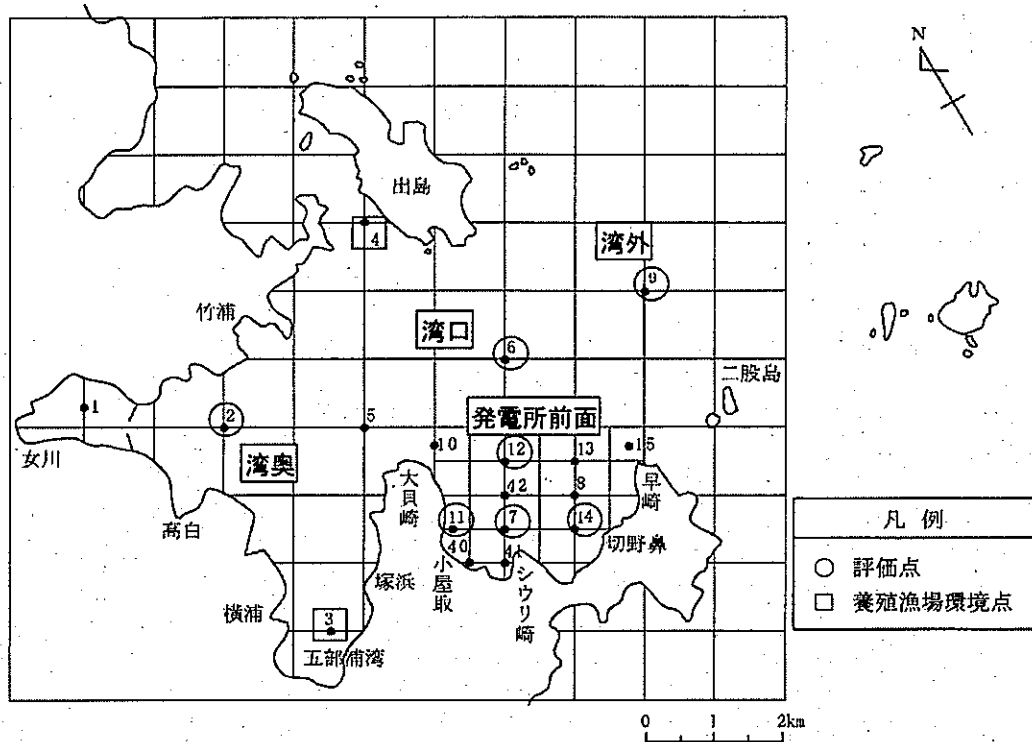 N
出島
4
湾外
9
竹浦
湾口
6
二股島
1
2
5
発電所前面
女川
湾奥
10
12
13
15
大貝崎
42
8
早崎
高白
11
7
14
切野鼻
40
41
小屋取
シウリ崎
塚浜
横浦
3
五部浦湾
凡例
○ 評価点
□ 養殖漁場環境点
0 1 2km